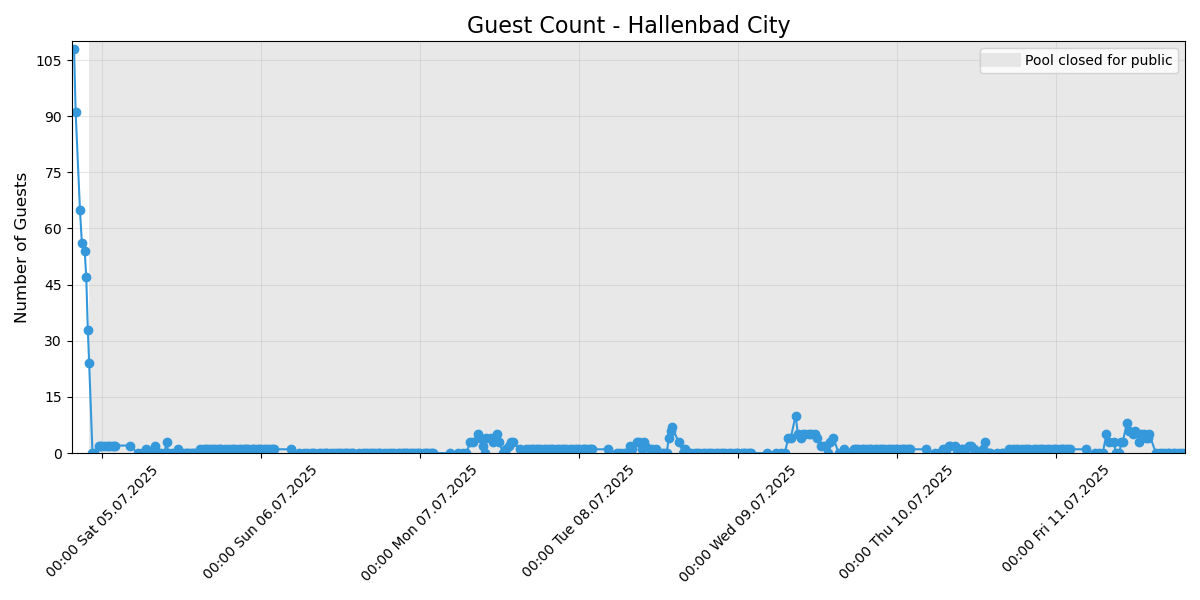 Guest Count - Hallenbad City
Pool closed for public
Number of Guests
105
90
75
60
45
30
15
0
00:00 Sat 05.07.2025
00:00 Sun 06.07.2025
00:00 Mon 07.07.2025
00:00 Tue 08.07.2025
00:00 Wed 09.07.2025
00:00 Thu 10.07.2025
00:00 Fri 11.07.2025